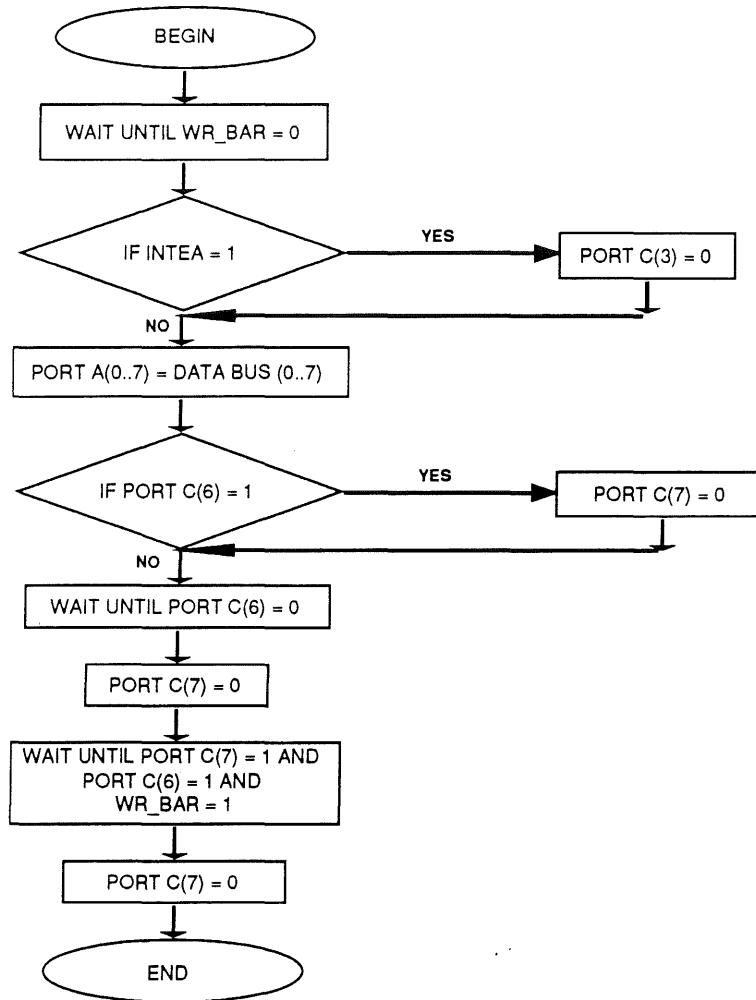 BEGIN
WAIT UNTIL WR_BAR = 0
IF INTEA = 1
YES
PORT C(3) = 0
NO
PORT A(0..7) = DATA BUS (0..7)
IF PORT C(6) = 1
YES
PORT C(7) = 0
NO
WAIT UNTIL PORT C(6) = 0
PORT C(7) = 0
WAIT UNTIL PORT C(7) = 1 AND
PORT C(6) = 1 AND
WR_BAR = 1
PORT C(7) = 0
END